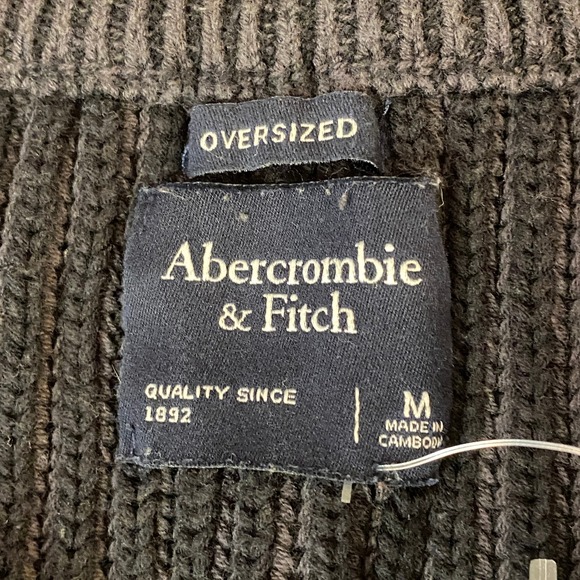 OVERSIZED
Abercrombie
& Fitch
QUALITY SINCE
1892
M
MADE IN
CAMBODIA